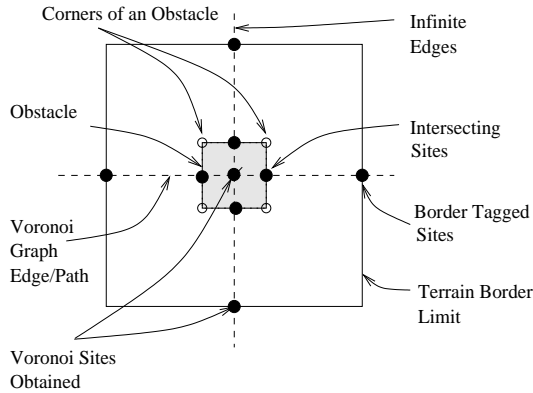 Corners of an Obstacle
Infinite
Edges
Obstacle
Intersecting
Sites
Voronoi
Graph
Edge/Path
Border Tagged
Sites
Terrain Border
Limit
Voronoi Sites
Obtained